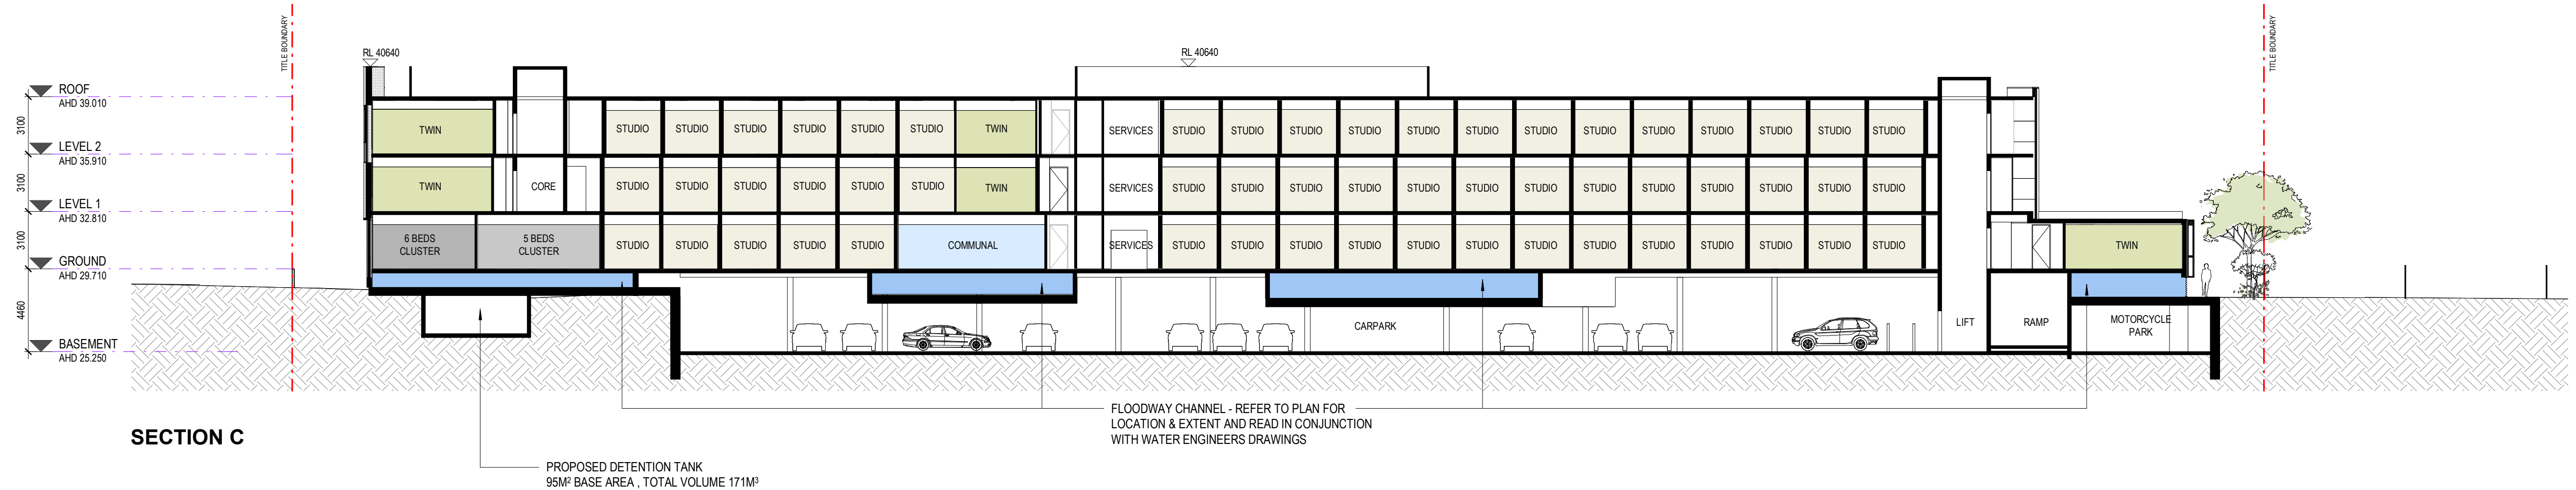 TITLE BOUNDARY
TITLE BOUNDARY
RL 40640
RL 40640
ROOF
AHD 39.010
3100
TWIN
STUDIO STUDIO STUDIO STUDIO STUDIO STUDIO TWIN SERVICES STUDIO STUDIO STUDIO STUDIO STUDIO STUDIO STUDIO STUDIO STUDIO STUDIO STUDIO STUDIO STUDIO
LEVEL 2
AHD 35.910
3100
TWIN CORE STUDIO STUDIO STUDIO STUDIO STUDIO STUDIO TWIN SERVICES STUDIO STUDIO STUDIO STUDIO STUDIO STUDIO STUDIO STUDIO STUDIO STUDIO STUDIO STUDIO STUDIO
LEVEL 1
AHD 32.810
3100
6 BEDS
CLUSTER
5 BEDS
CLUSTER
STUDIO STUDIO STUDIO STUDIO STUDIO COMMUNAL SERVICES STUDIO STUDIO STUDIO STUDIO STUDIO STUDIO STUDIO STUDIO STUDIO STUDIO STUDIO STUDIO STUDIO TWIN
GROUND
AHD 29.710
4460
CARPARK
LIFT
RAMP
MOTORCYCLE
PARK
BASEMENT
AHD 25.250
FLOODWAY CHANNEL - REFER TO PLAN FOR
LOCATION & EXTENT AND READ IN CONJUNCTION
WITH WATER ENGINEERS DRAWINGS
SECTION C
PROPOSED DETENTION TANK
95M² BASE AREA , TOTAL VOLUME 171M³